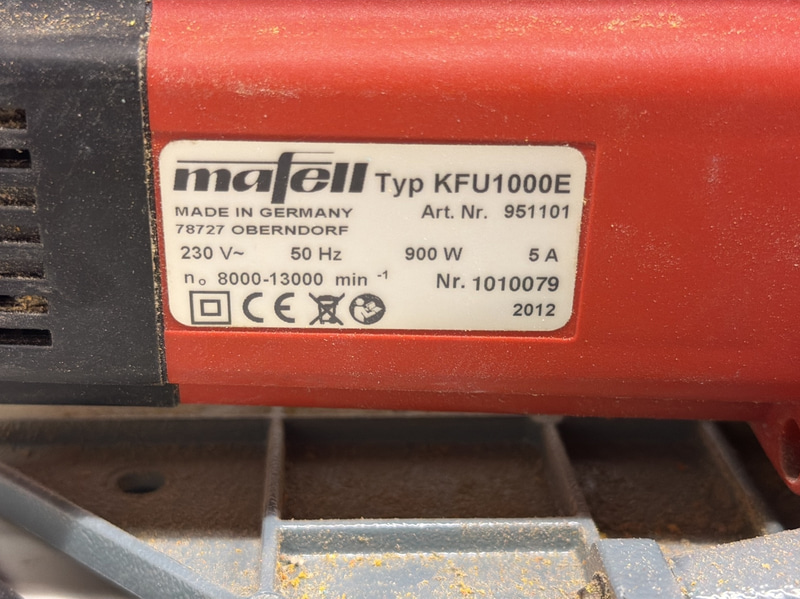 mafell Typ KFU1000E
MADE IN GERMANY Art. Nr. 951101
78727 OBERNDORF
230 V~ 50 Hz 900 W 5 A
n₀ 8000-13000 min ⁻¹ Nr. 1010079
CE 2012